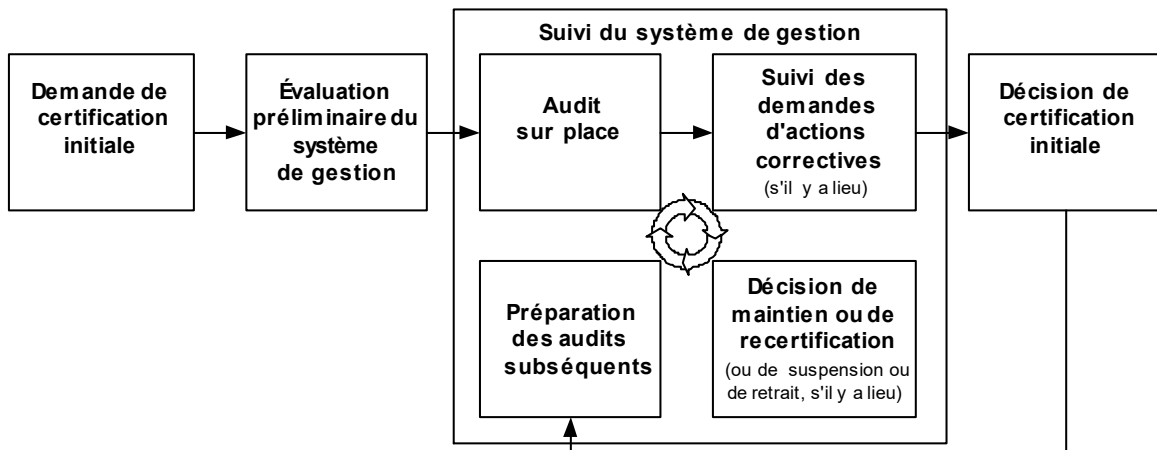 Suivi du système de gestion
Demande de
certification
initiale
Évaluation
préliminaire du
système
de gestion
Audit
sur place
Suivi des
demandes
d'actions
correctives
(s'il y a lieu)
Décision de
certification
initiale
Préparation
des audits
subséquents
Décision de
maintien ou de
recertification
(ou de suspension ou
de retrait, s'il y a lieu)